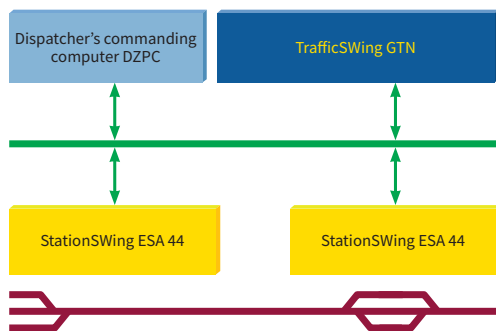 Dispatcher's commanding
computer DZPC
TrafficSWing GTN
StationSWing ESA 44
StationSWing ESA 44